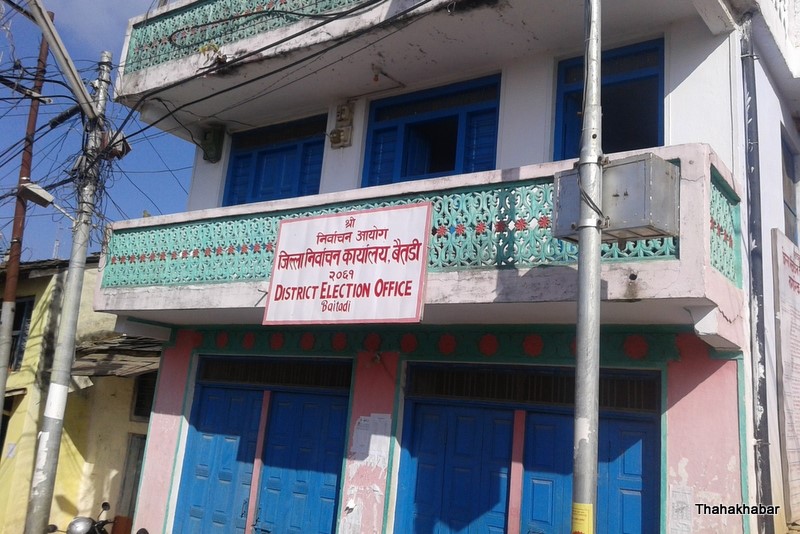 श्री
निर्वाचन आयोग
जिल्ला निर्वाचन कार्यालय, बैतडी
२०६१
DISTRICT ELECTION OFFICE
Baitadi
Thahakhabar